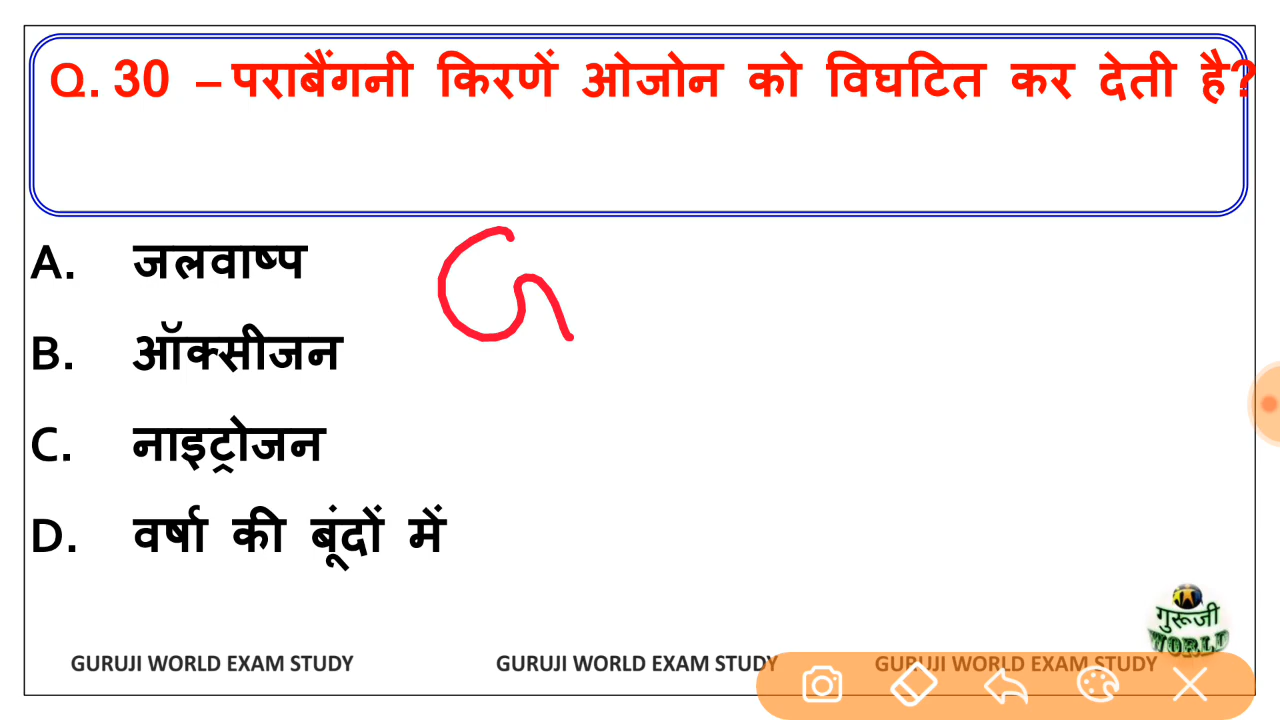 Q. 30 – पराबैंगनी किरणें ओजोन को विघटित कर देती है?
A. जलवाष्प
B. ऑक्सीजन
C. नाइट्रोजन
D. वर्षा की बूंदों में
गुरूजी
WORLD
GURUJI WORLD EXAM STUDY GURUJI WORLD EXAM STUDY GURUJI WORLD EXAM STUDY